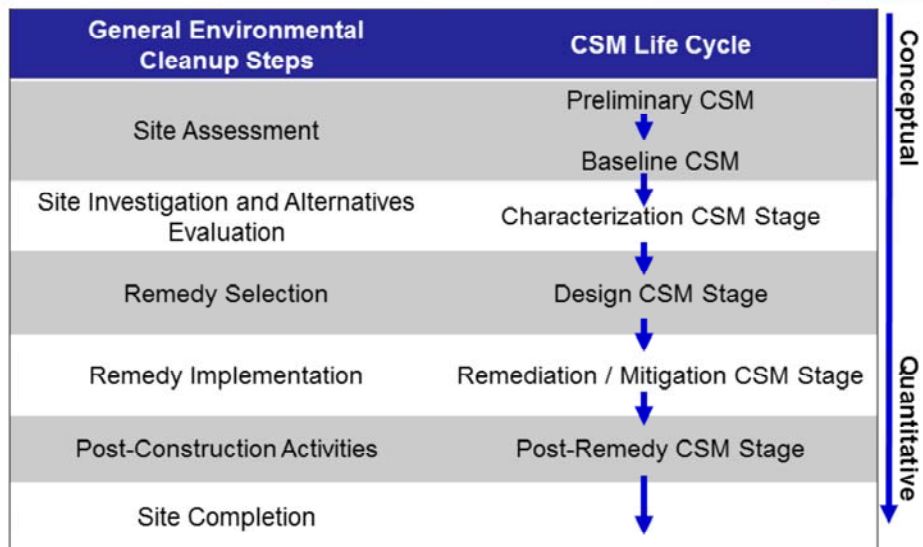 General Environmental
Cleanup Steps
CSM Life Cycle
Site Assessment
Preliminary CSM
Baseline CSM
Site Investigation and Alternatives
Evaluation
Characterization CSM Stage
Remedy Selection
Design CSM Stage
Remedy Implementation
Remediation / Mitigation CSM Stage
Post-Construction Activities
Post-Remedy CSM Stage
Site Completion
Conceptual
Quantitative